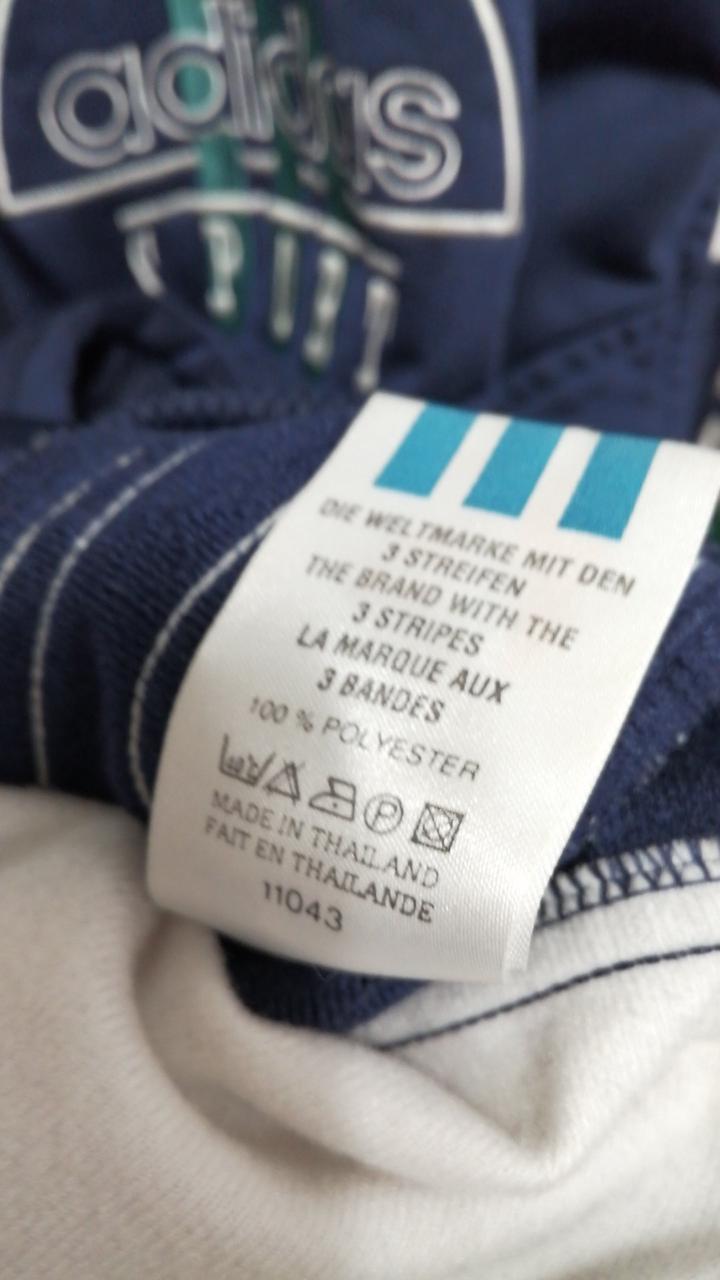 adidas
DIE WELTMARKE MIT DEN
3 STREIFEN
THE BRAND WITH THE
3 STRIPES
LA MARQUE AUX
3 BANDES
100 % POLYESTER
P
MADE IN THAILAND
FAIT EN THAILANDE
11043